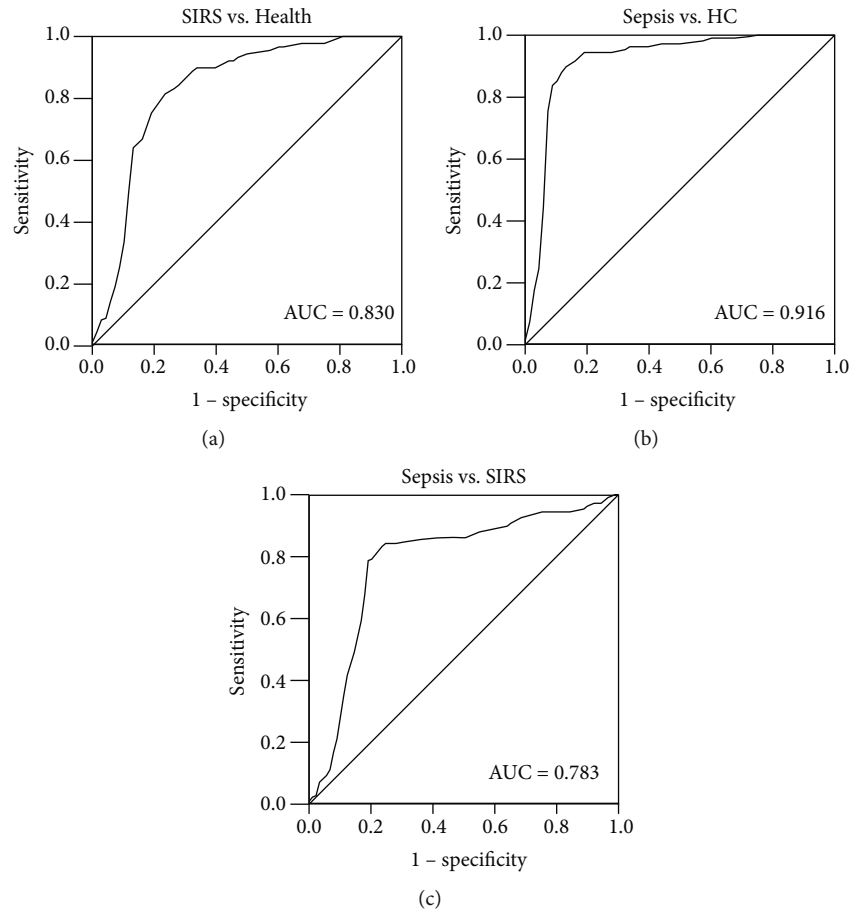 SIRS vs. Health
1.0
0.8
0.6
0.4
0.2
0.0
Sensitivity
0.0 0.2 0.4 0.6 0.8 1.0
1 – specificity
AUC = 0.830
(a)
Sepsis vs. HC
1.0
0.8
0.6
0.4
0.2
0.0
Sensitivity
0.0 0.2 0.4 0.6 0.8 1.0
1 – specificity
AUC = 0.916
(b)
Sepsis vs. SIRS
1.0
0.8
0.6
0.4
0.2
0.0
Sensitivity
0.0 0.2 0.4 0.6 0.8 1.0
1 – specificity
AUC = 0.783
(c)